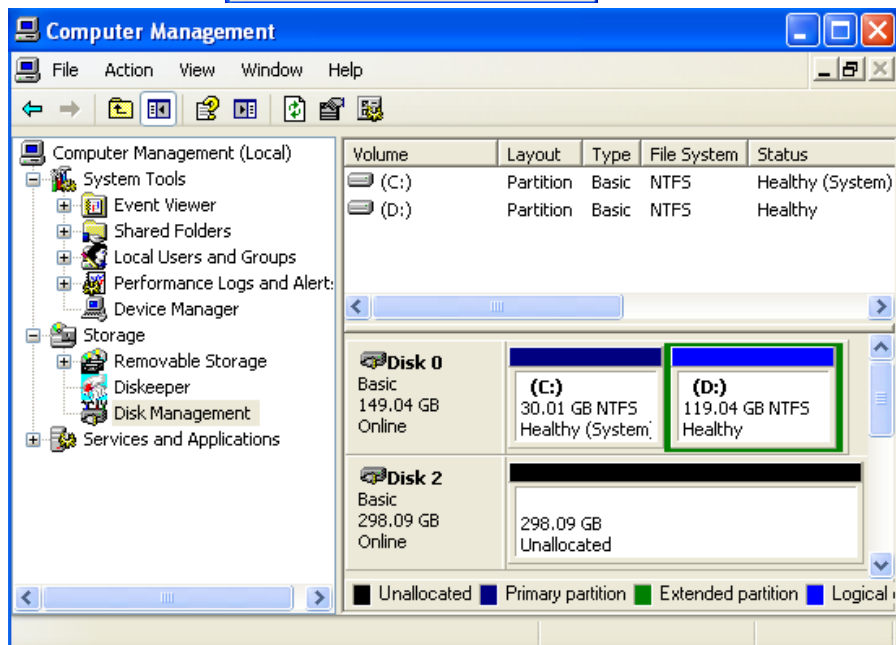 Computer Management
File Action View Window Help
Computer Management (Local)
System Tools
Event Viewer
Shared Folders
Local Users and Groups
Performance Logs and Alert
Device Manager
Storage
Removable Storage
Diskeeper
Disk Management
Services and Applications
Volume Layout Type File System Status
(C:) Partition Basic NTFS Healthy (System)
(D:) Partition Basic NTFS Healthy
Disk 0
Basic
149.04 GB
Online
(C:)
30.01 GB NTFS
Healthy (System
(D:)
119.04 GB NTFS
Healthy
Disk 2
Basic
298.09 GB
Online
298.09 GB
Unallocated
Unallocated Primary partition Extended partition Logical